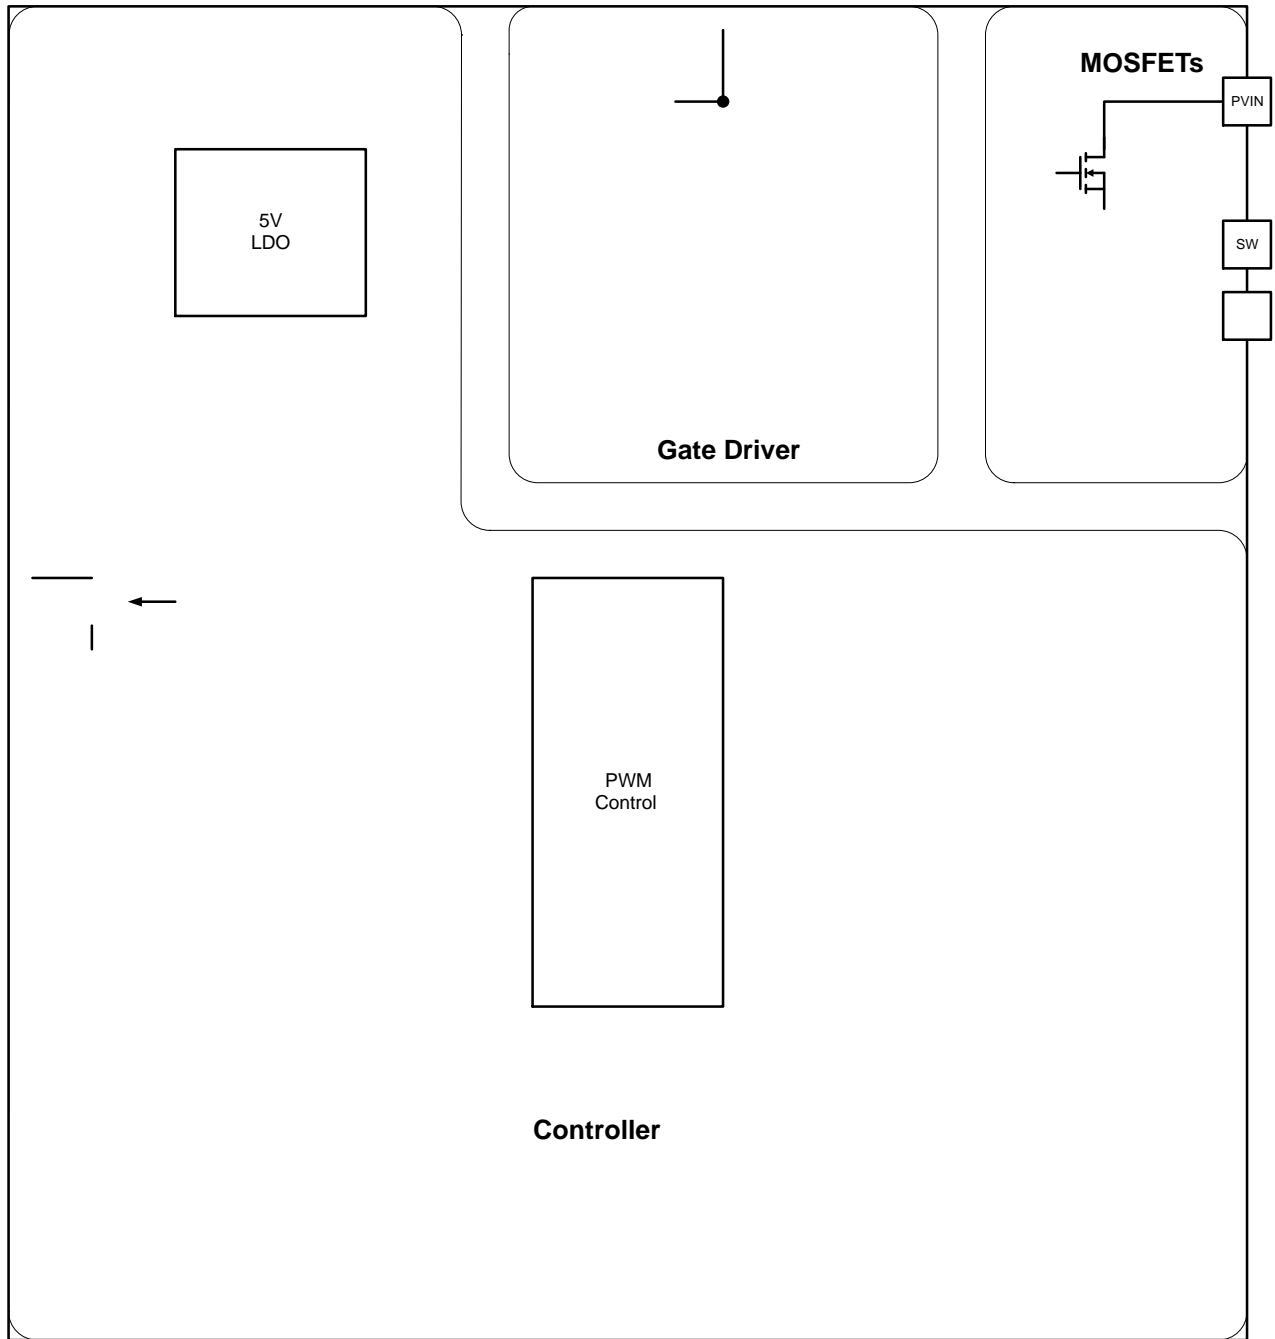 MOSFETs
PVIN
5V
LDO
SW
Gate Driver
PWM
Control
Controller